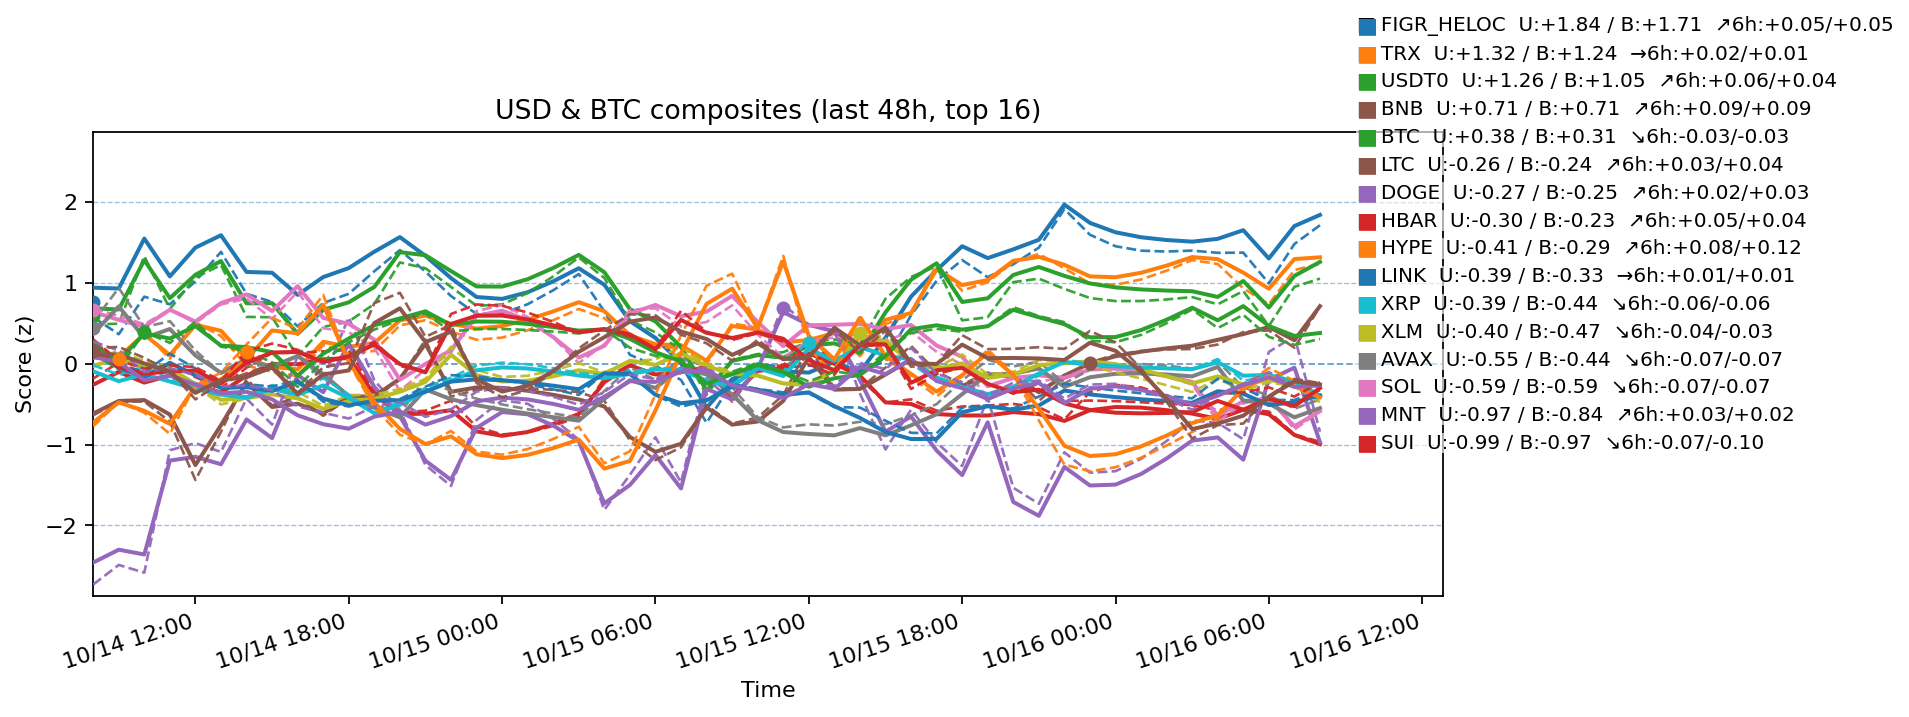 FIGR_HELOC U:+1.84 / B:+1.71 ↗6h:+0.05/+0.05
TRX U:+1.32 / B:+1.24 →6h:+0.02/+0.01
USDT0 U:+1.26 / B:+1.05 ↗6h:+0.06/+0.04
BNB U:+0.71 / B:+0.71 ↗6h:+0.09/+0.09
BTC U:+0.38 / B:+0.31 ↘6h:-0.03/-0.03
LTC U:-0.26 / B:-0.24 ↗6h:+0.03/+0.04
DOGE U:-0.27 / B:-0.25 ↗6h:+0.02/+0.03
HBAR U:-0.30 / B:-0.23 ↗6h:+0.05/+0.04
HYPE U:-0.41 / B:-0.29 ↗6h:+0.08/+0.12
LINK U:-0.39 / B:-0.33 →6h:+0.01/+0.01
XRP U:-0.39 / B:-0.44 ↘6h:-0.06/-0.06
XLM U:-0.40 / B:-0.47 ↘6h:-0.04/-0.03
AVAX U:-0.55 / B:-0.44 ↘6h:-0.07/-0.07
SOL U:-0.59 / B:-0.59 ↘6h:-0.07/-0.07
MNT U:-0.97 / B:-0.84 ↗6h:+0.03/+0.02
SUI U:-0.99 / B:-0.97 ↘6h:-0.07/-0.10
USD & BTC composites (last 48h, top 16)
Score (z)
2
1
0
−1
−2
10/14 12:00
10/14 18:00
10/15 00:00
10/15 06:00
10/15 12:00
10/15 18:00
10/16 00:00
10/16 06:00
10/16 12:00
Time